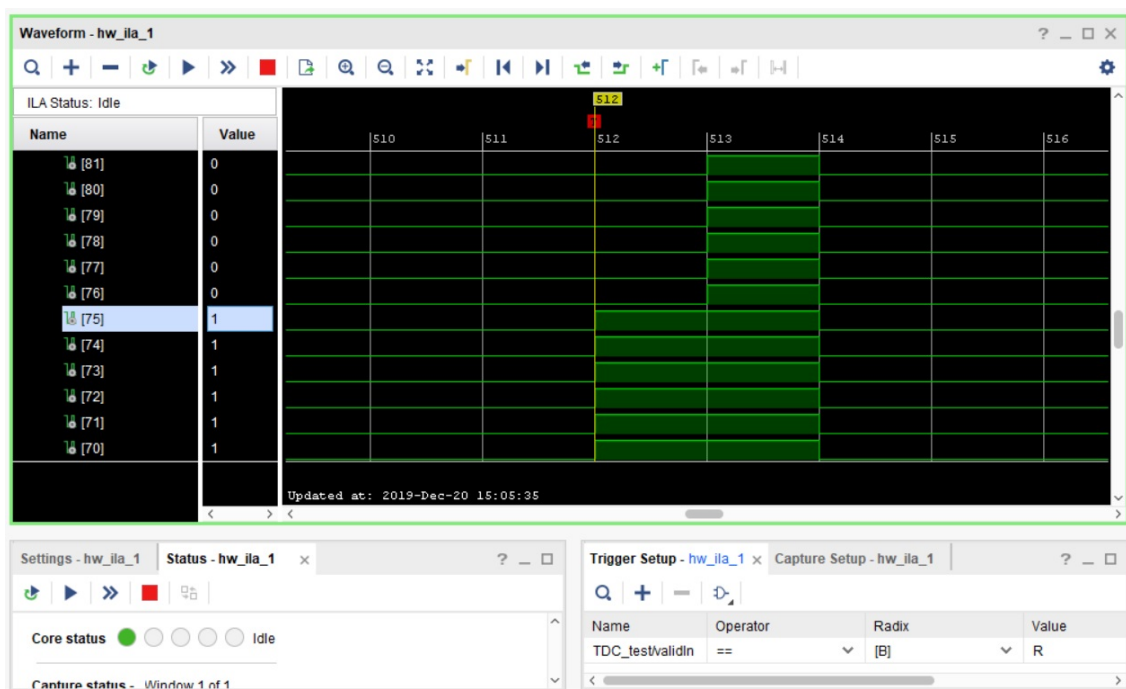 Waveform - hw_ila_1
ILA Status: Idle
512
Name Value
510 511 512 513 514 515 516
[81] 0
[80] 0
[79] 0
[78] 0
[77] 0
[76] 0
[75] 1
[74] 1
[73] 1
[72] 1
[71] 1
[70] 1
Updated at: 2019-Dec-20 15:05:35
Settings - hw_ila_1 Status - hw_ila_1
Core status Idle
Capture status - Window 1 of 1
Trigger Setup - hw_ila_1 Capture Setup - hw_ila_1
Name Operator Radix Value
TDC_test/validIn == [B] R